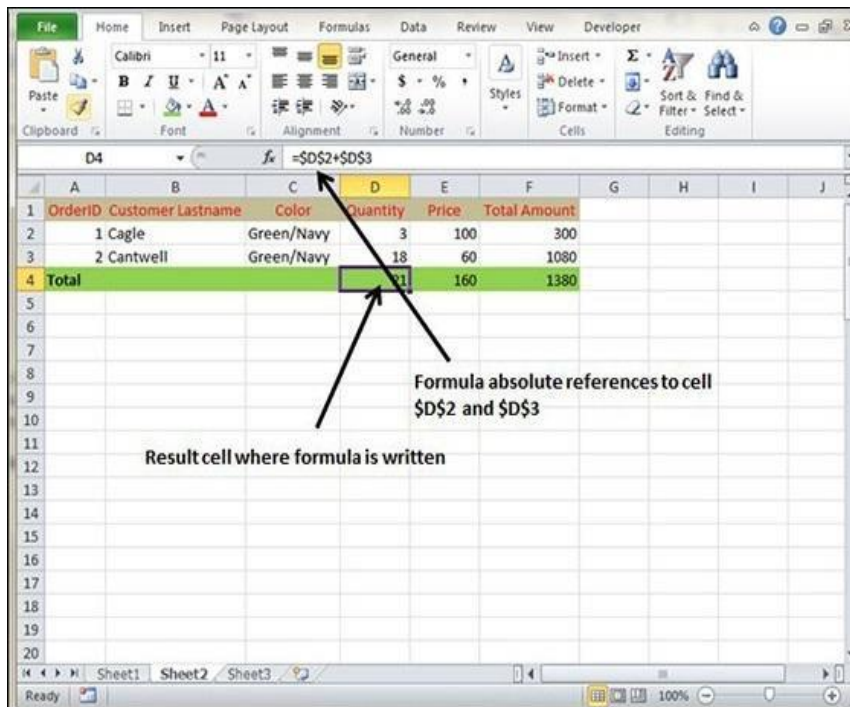 File Home Insert Page Layout Formulas Data Review View Developer
Calibri 11 General Insert Σ
B I U A A $ % , Delete
Paste Styles Format Sort & Find &
Filter Select
Clipboard Font Alignment Number Cells Editing
D4 fx =$D$2+$D$3
A B C D E F G H I J
1 OrderID Customer Lastname Color Quantity Price Total Amount
2 1 Cagle Green/Navy 3 100 300
3 2 Cantwell Green/Navy 18 60 1080
4 Total 21 160 1380
5
6
7
8
Formula absolute references to cell
9
$D$2 and $D$3
10
11
Result cell where formula is written
12
13
14
15
16
17
18
19
20
Sheet1 Sheet2 Sheet3
Ready 100%